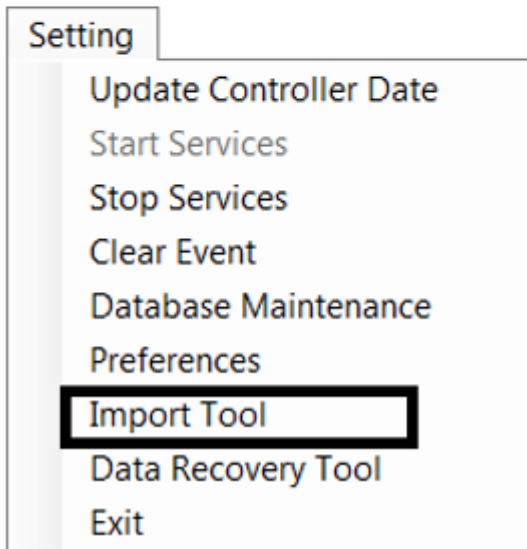 Setting
Update Controller Date
Start Services
Stop Services
Clear Event
Database Maintenance
Preferences
Import Tool
Data Recovery Tool
Exit